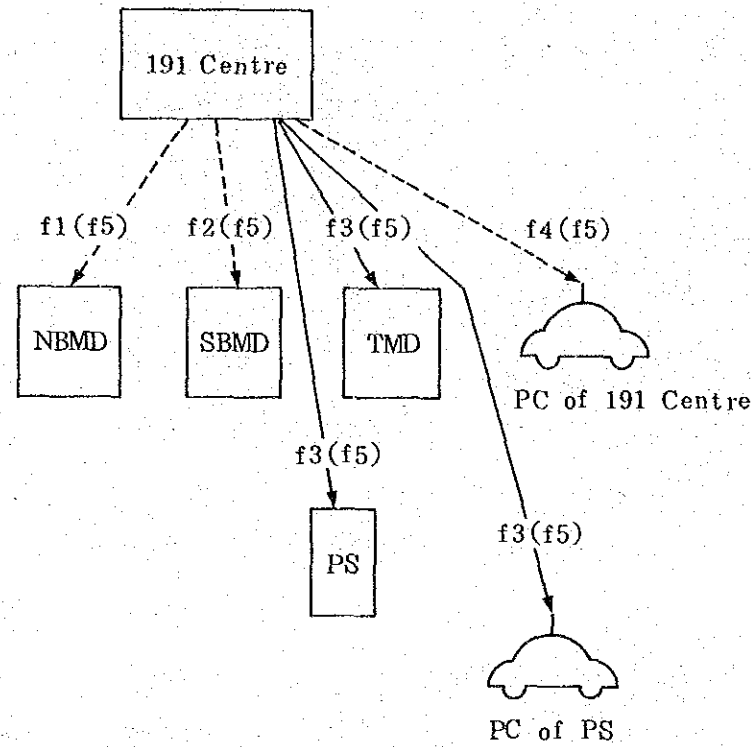 191 Centre
f1(f5)
f2(f5)
f3(f5)
f4(f5)
NBMD
SBMD
TMD
PC of 191 Centre
f3(f5)
f3(f5)
PS
PC of PS